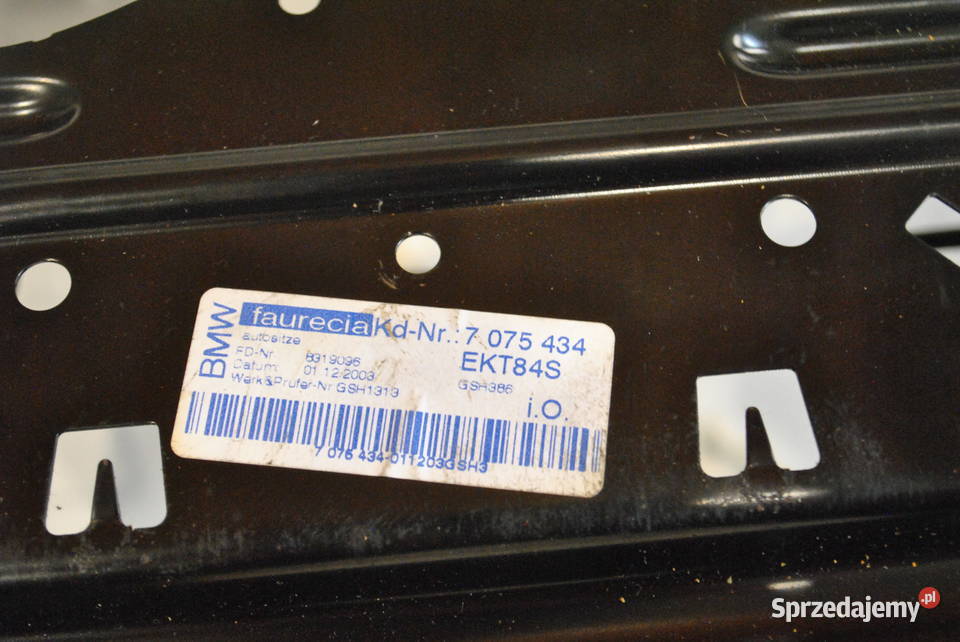 BMW
faurecia Kd-Nr.: 7 075 434
autositze
EKT84S
FD-Nr. 8319096
Datum: 01.12.2003
GSH386
Werk&Prüfer-Nr GSH1313
i.O.
7 075 434-011203GSH3
Sprzedajemy.pl